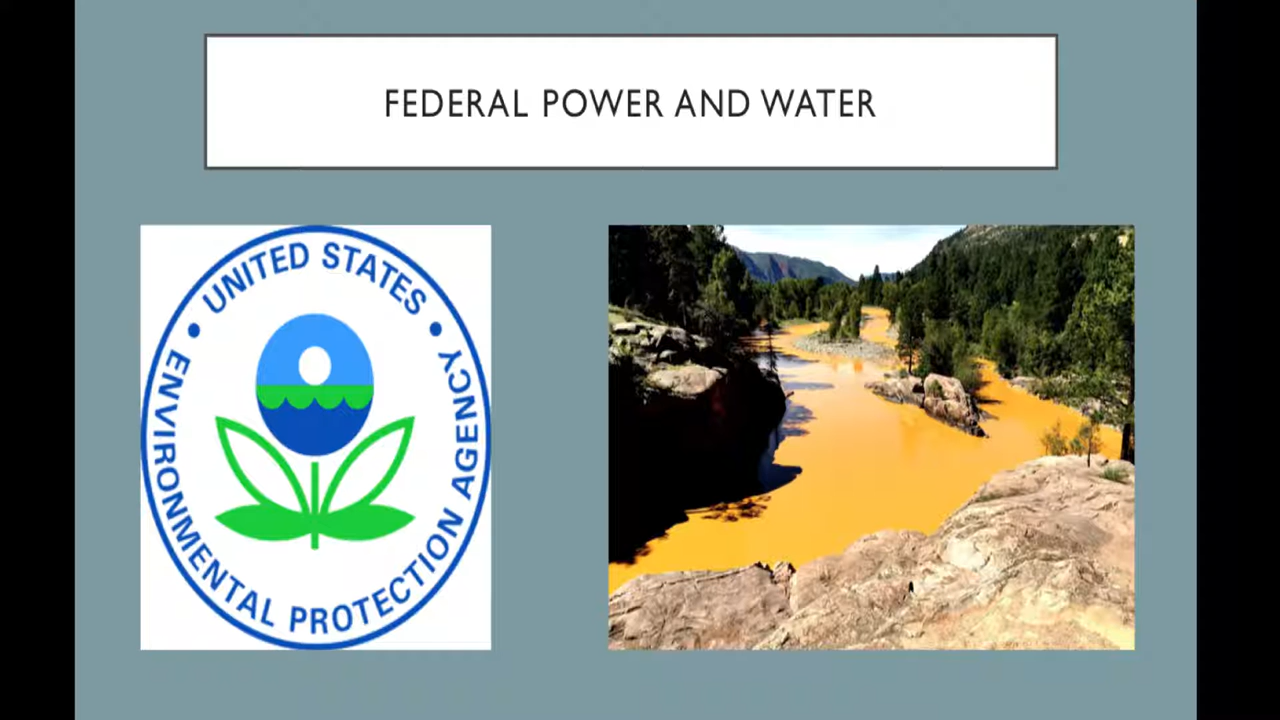 FEDERAL POWER AND WATER
UNITED STATES
ENVIRONMENTAL PROTECTION AGENCY